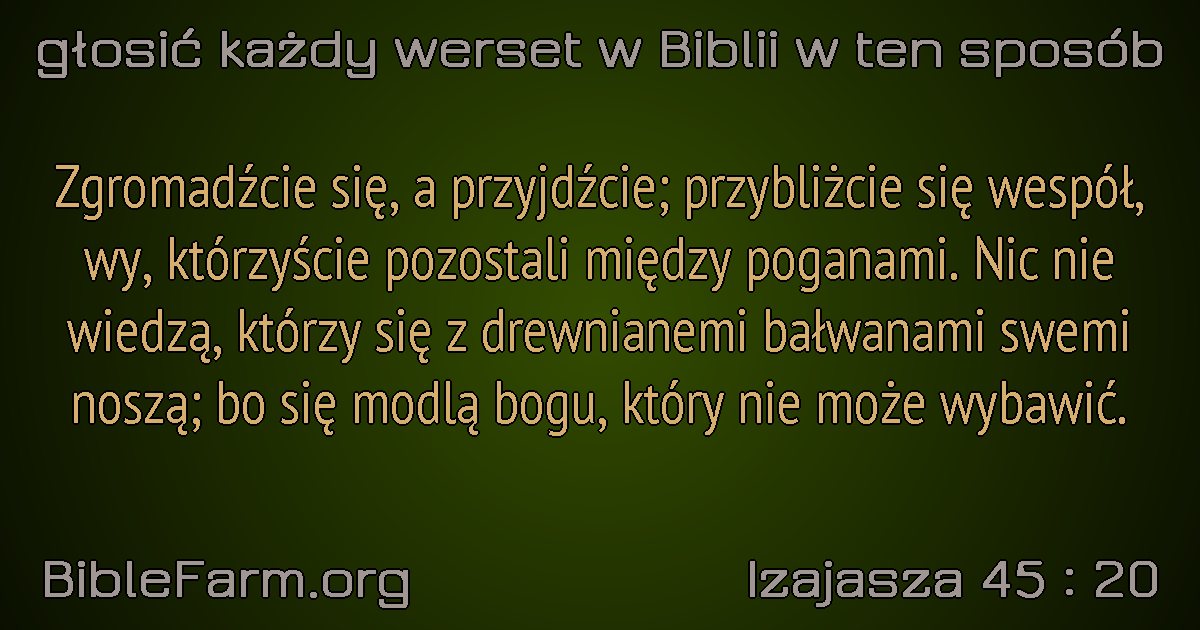 głosić każdy werset w Biblii w ten sposób
Zgromadźcie się, a przyjdźcie; przybliżcie się wespół,
wy, którzyście pozostali między poganami. Nic nie
wiedzą, którzy się z drewnianemi bałwanami swemi
noszą; bo się modlą bogu, który nie może wybawić.
BibleFarm.org
Izajasza 45 : 20